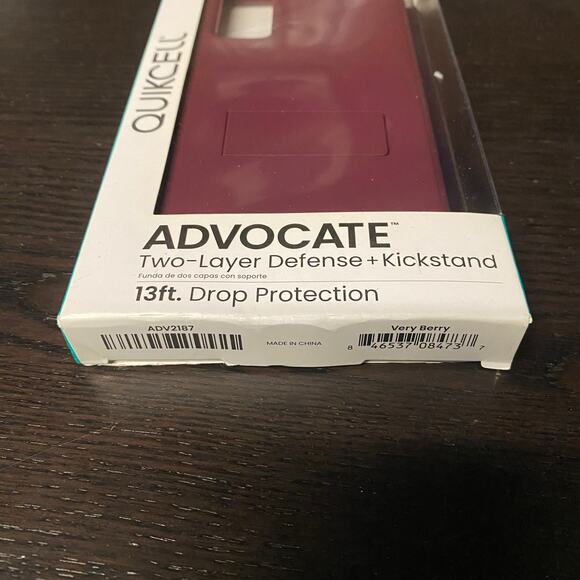 QUIKCELL™
ADVOCATE™
Two-Layer Defense + Kickstand
Funda de dos capas con soporte
13ft. Drop Protection
ADV2187
MADE IN CHINA
Very Berry
8 46537 08473 7